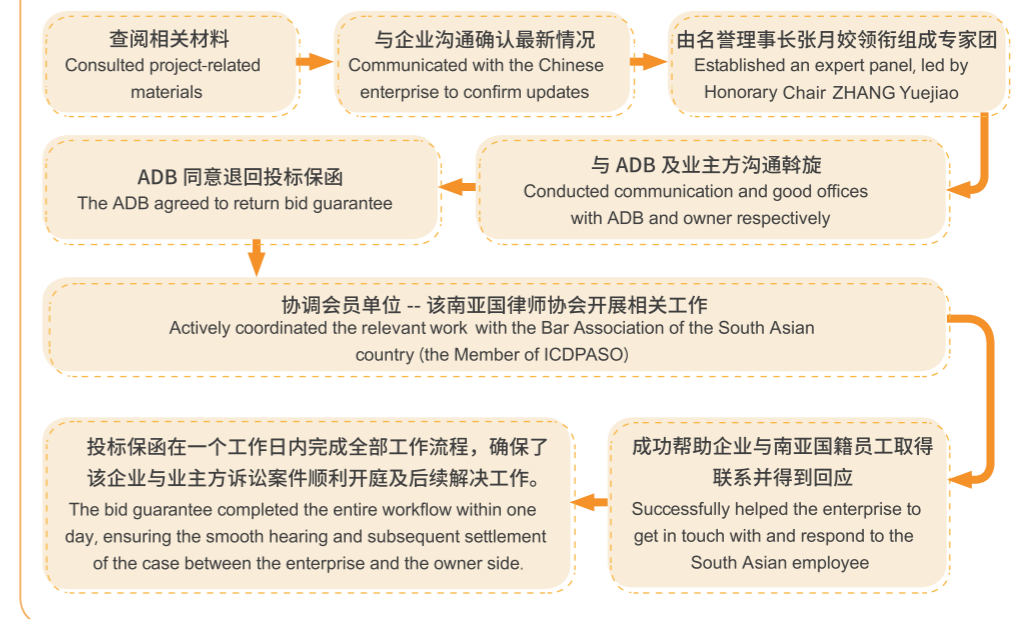 查阅相关材料
Consulted project-related
materials
与企业沟通确认最新情况
Communicated with the Chinese
enterprise to confirm updates
由名誉理事长张月姣领衔组成专家团
Established an expert panel, led by
Honorary Chair ZHANG Yuejiao
与 ADB 及业主方沟通斡旋
Conducted communication and good offices
with ADB and owner respectively
ADB 同意退回投标保函
The ADB agreed to return bid guarantee
协调会员单位 -- 该南亚国律师协会开展相关工作
Actively coordinated the relevant work with the Bar Association of the South Asian
country (the Member of ICDPASO)
成功帮助企业与南亚国籍员工取得
联系并得到回应
Successfully helped the enterprise to
get in touch with and respond to the
South Asian employee
投标保函在一个工作日内完成全部工作流程，确保了
该企业与业主方诉讼案件顺利开庭及后续解决工作。
The bid guarantee completed the entire workflow within one
day, ensuring the smooth hearing and subsequent settlement
of the case between the enterprise and the owner side.